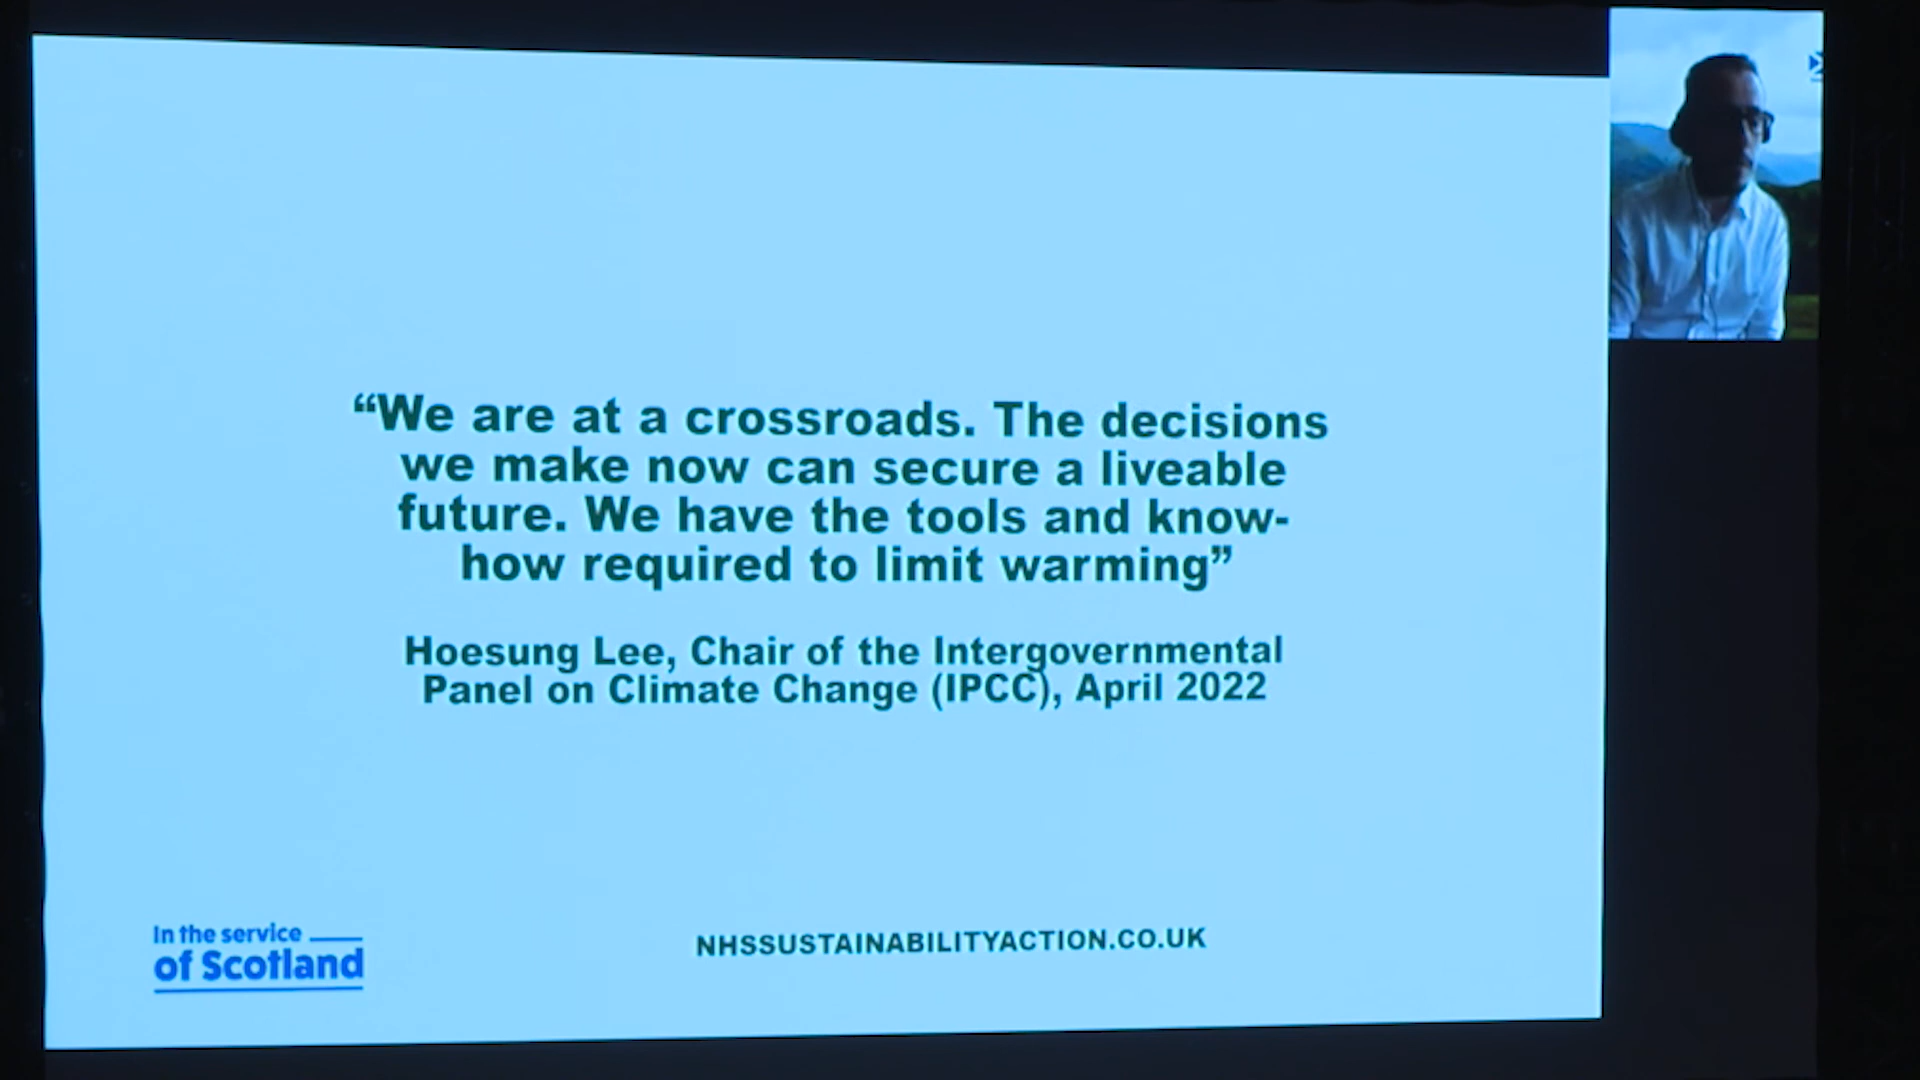 “We are at a crossroads. The decisions
we make now can secure a liveable
future. We have the tools and know-
how required to limit warming”
Hoesung Lee, Chair of the Intergovernmental
Panel on Climate Change (IPCC), April 2022
In the service
of Scotland
NHSSUSTAINABILITYACTION.CO.UK